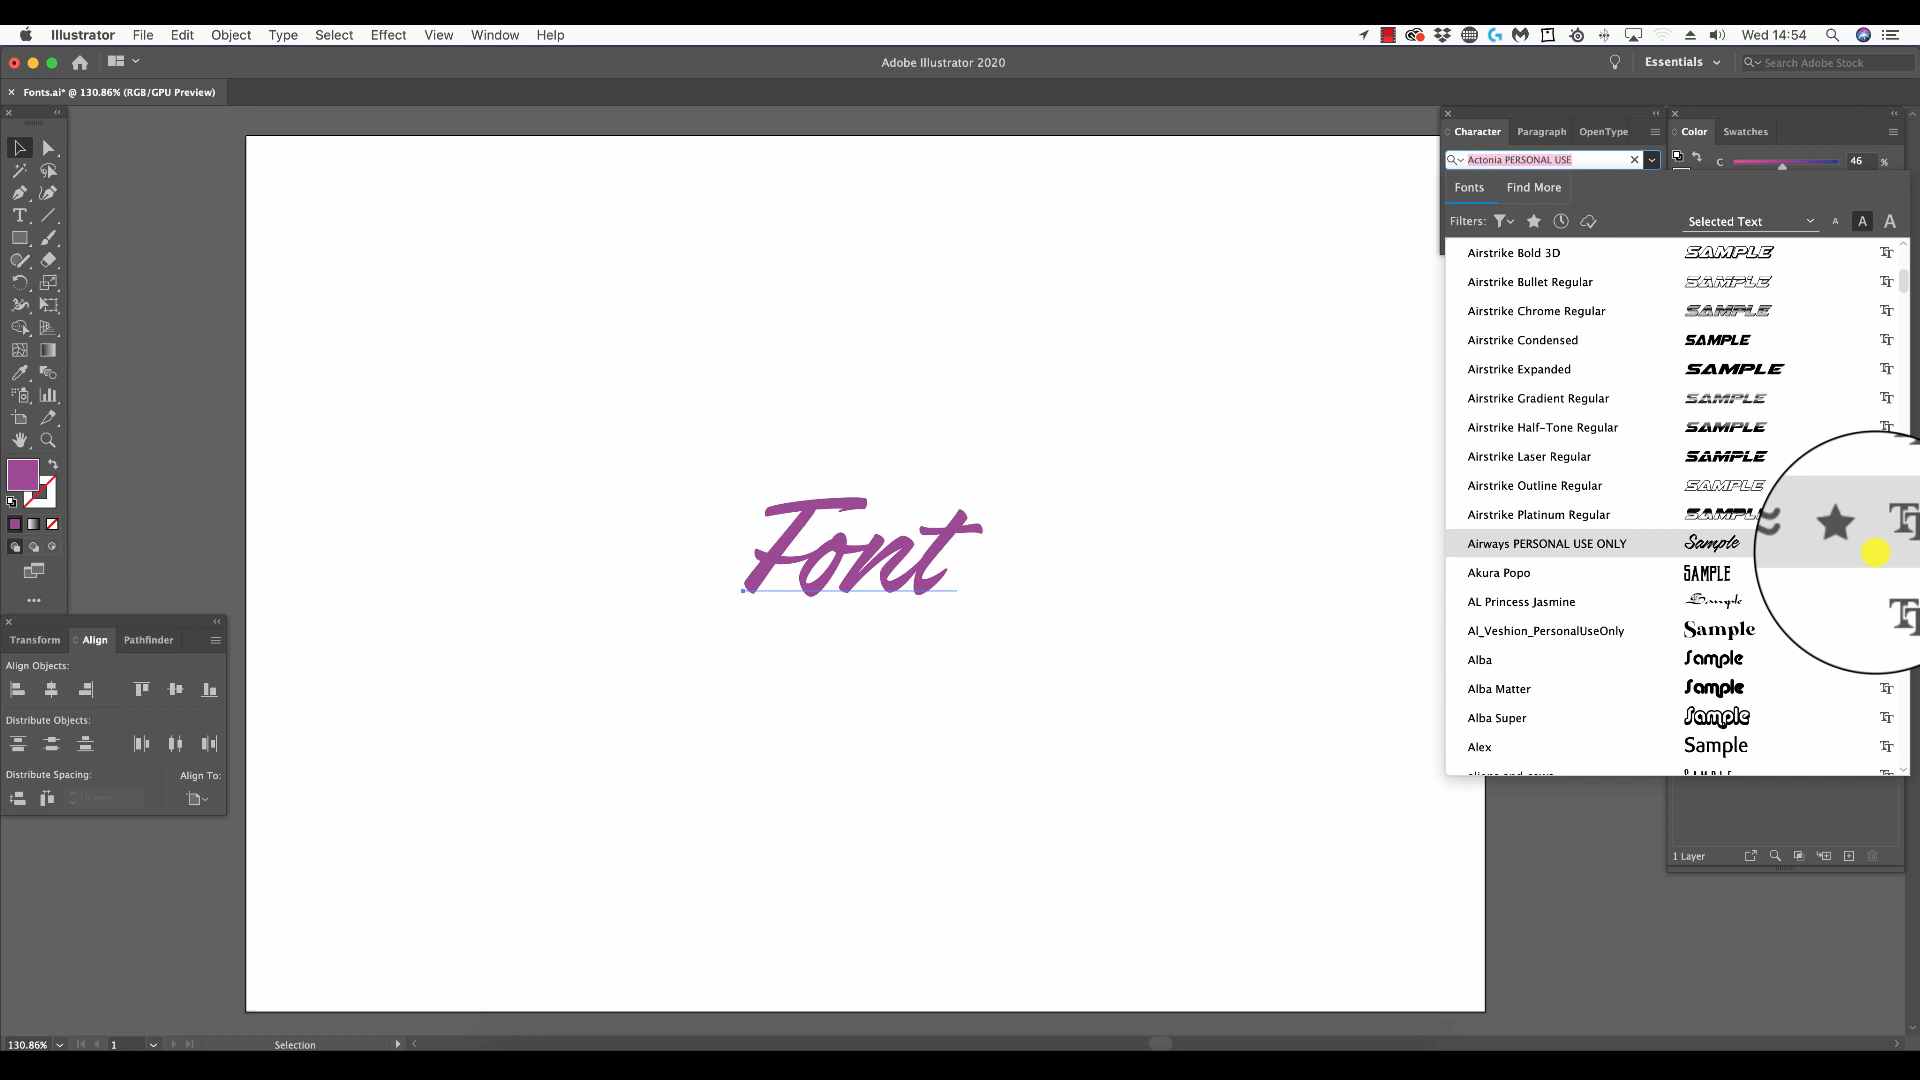 Illustrator File Edit Object Type Select Effect View Window Help
Wed 14:54
Adobe Illustrator 2020
Essentials
Search Adobe Stock
Fonts.ai* @ 130.86% (RGB/GPU Preview)
Character Paragraph OpenType
Color Swatches
Actonia PERSONAL USE
C 46 %
Fonts Find More
Filters:
Selected Text
A A A
Airstrike Bold 3D SAMPLE
Airstrike Bullet Regular SAMPLE
Airstrike Chrome Regular SAMPLE
Airstrike Condensed SAMPLE
Airstrike Expanded SAMPLE
Airstrike Gradient Regular SAMPLE
Airstrike Half-Tone Regular SAMPLE
Airstrike Laser Regular SAMPLE
Airstrike Outline Regular SAMPLE
Airstrike Platinum Regular SAMPL
Airways PERSONAL USE ONLY Sample
Akura Popo SAMPLE
AL Princess Jasmine Sample
Al_Veshion_PersonalUseOnly Sample
Alba Sample
Alba Matter Sample
Alba Super Sample
Alex Sample
Font
Transform Align Pathfinder
Align Objects:
Distribute Objects:
Distribute Spacing:
Align To:
0 mm
1 Layer
130.86%
1
Selection